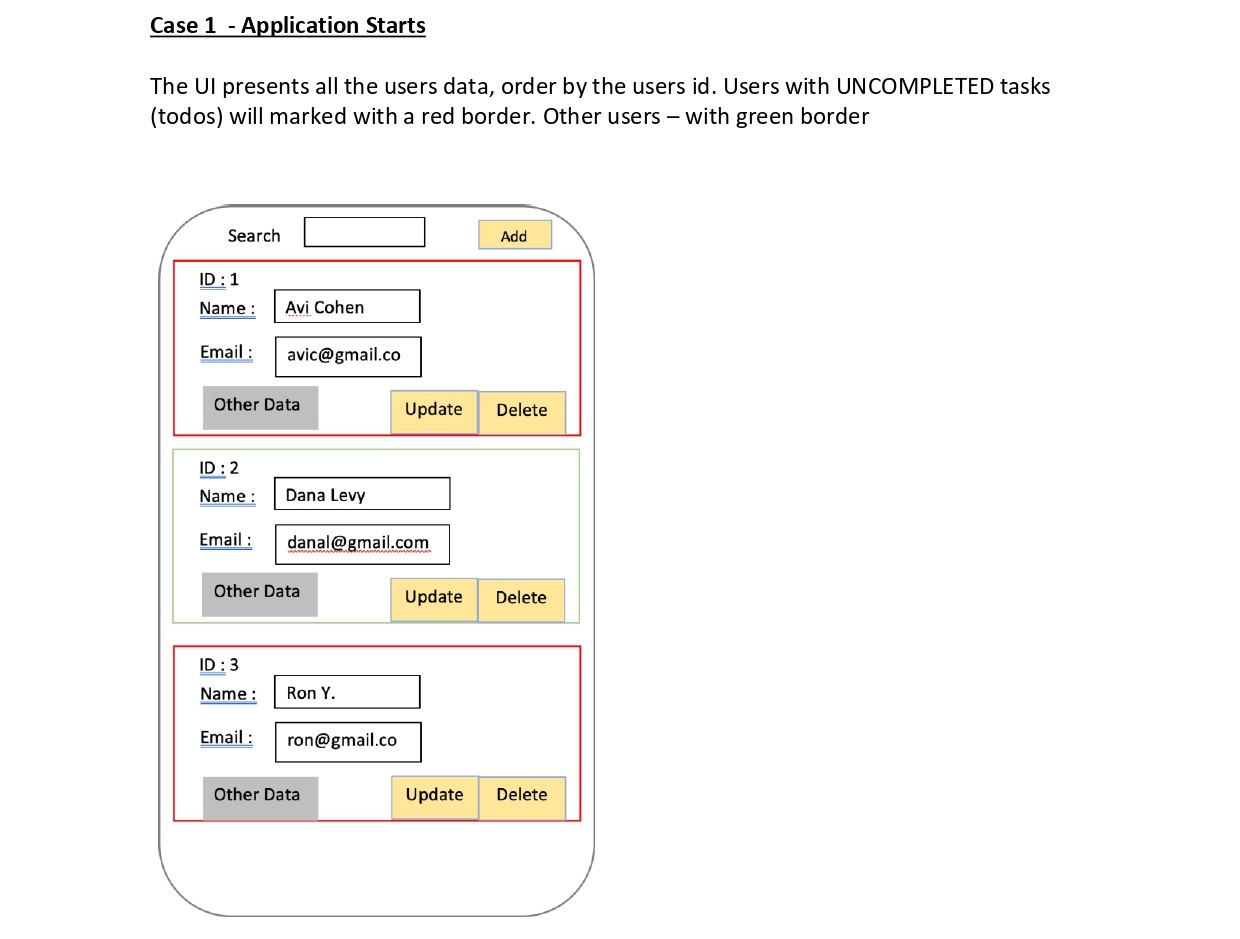 Case 1  - Application Starts
The UI presents all the users data, order by the users id. Users with UNCOMPLETED tasks
(todos) will marked with a red border. Other users – with green border
Search
Add
ID : 1
Name :
Avi Cohen
Email :
avic@gmail.co
Other Data
Update
Delete
ID : 2
Name :
Dana Levy
Email :
danal@gmail.com
Other Data
Update
Delete
ID : 3
Name :
Ron Y.
Email :
ron@gmail.co
Other Data
Update
Delete